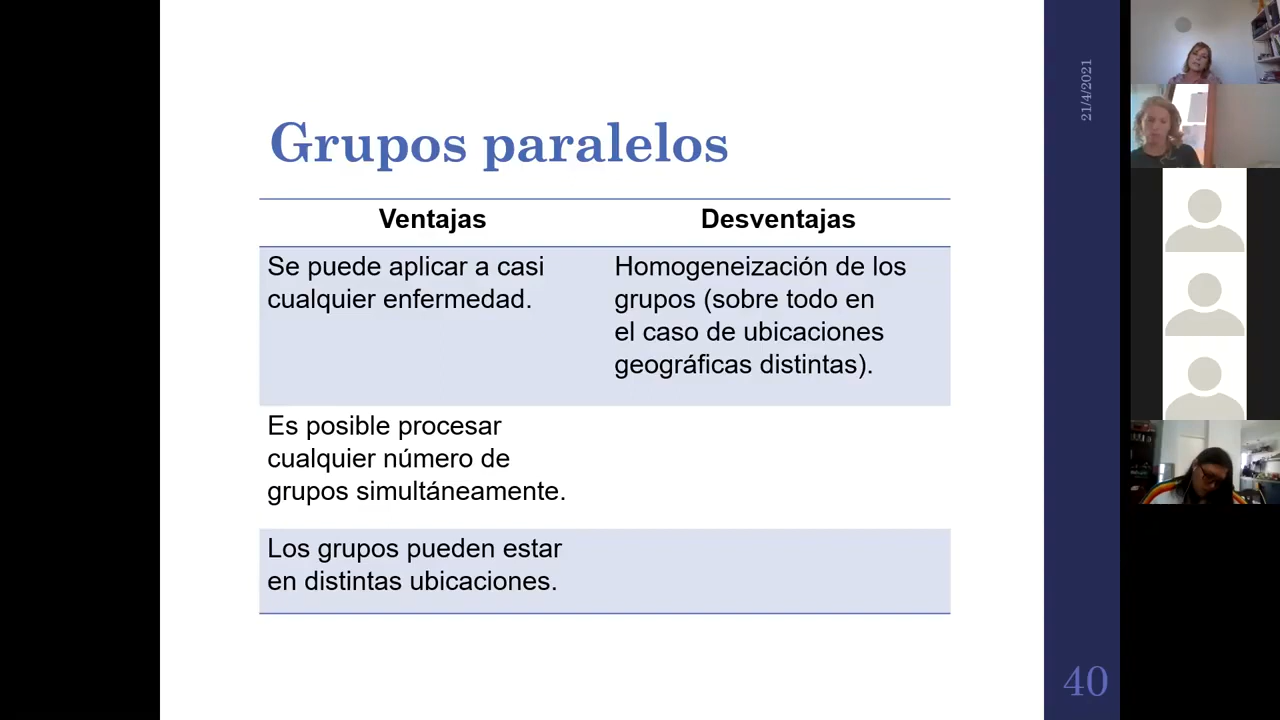 Grupos paralelos
Ventajas
Desventajas
Se puede aplicar a casi
cualquier enfermedad.
Homogeneización de los
grupos (sobre todo en
el caso de ubicaciones
geográficas distintas).
Es posible procesar
cualquier número de
grupos simultáneamente.
Los grupos pueden estar
en distintas ubicaciones.
21/4/2021
40